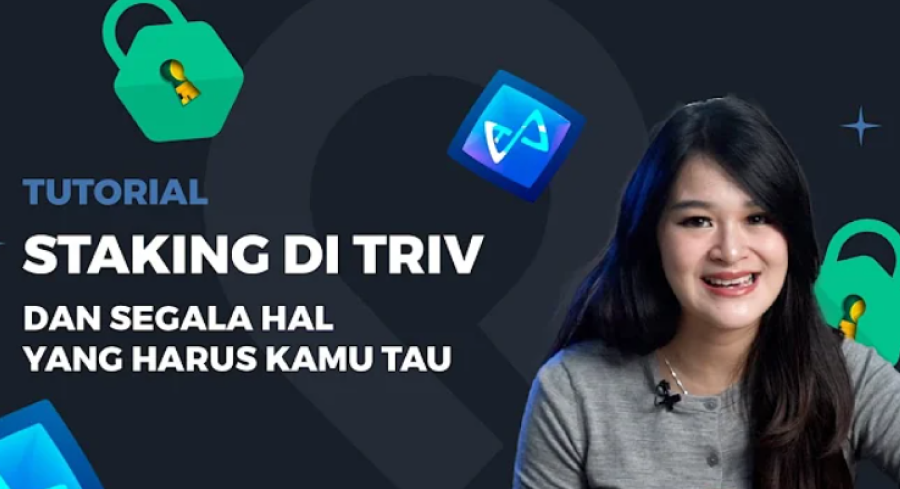 TUTORIAL
STAKING DI TRIV
DAN SEGALA HAL
YANG HARUS KAMU TAU